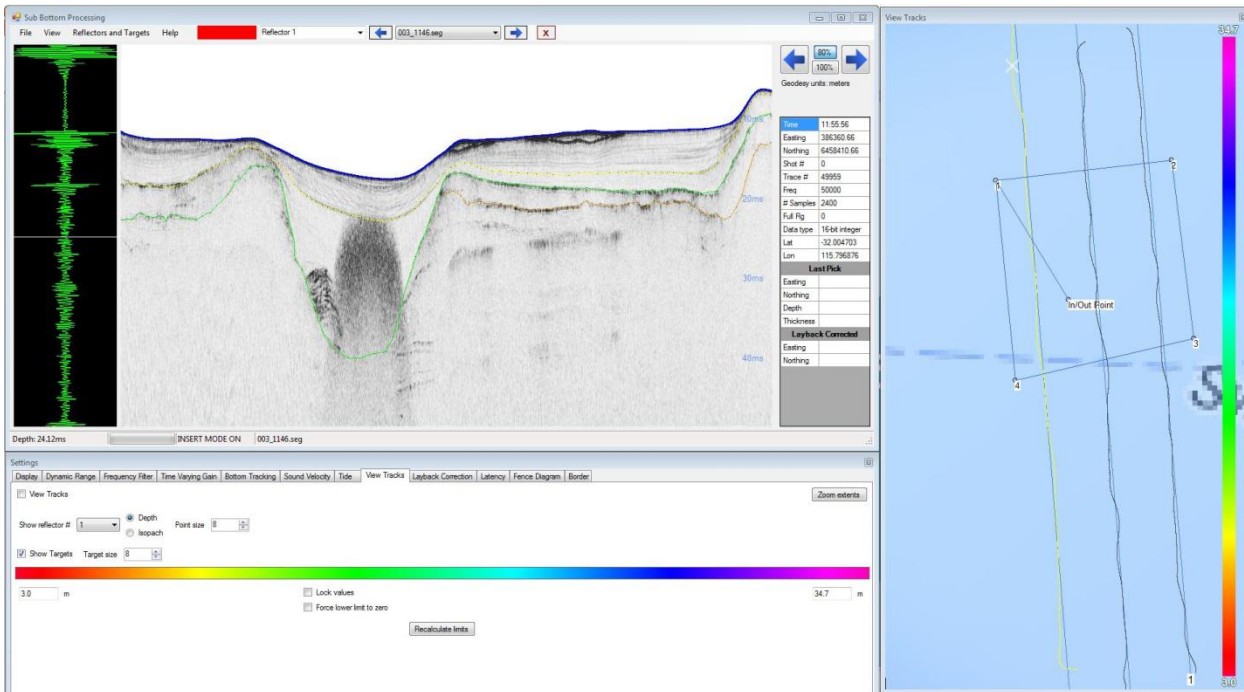 Sub Bottom Processing
File View Reflectors and Targets Help Reflector 1 003_1146.seg X
80%
100%
Geodesy units: meters
10ms
20ms
30ms
40ms
Time 11:55:56
Easting 386360.66
Northing 6458410.66
Shot # 0
Trace # 49959
Freq 50000
# Samples 2400
Full Rg 0
Data type 16-bit integer
Lat -32.004703
Lon 115.796876
Last Pick
Easting
Northing
Depth
Thickness
Layback Corrected
Easting
Northing
Depth: 24.12ms INSERT MODE ON 003_1146.seg
Settings
Display Dynamic Range Frequency Filter Time Varying Gain Bottom Tracking Sound Velocity Tide View Tracks Layback Correction Latency Fence Diagram Border
View Tracks Zoom extents
Show reflector # 1 Depth Point size 8
Isopach
Show Targets Target size 8
3.0 m Lock values 34.7 m
Force lower limit to zero
Recalculate limits
View Tracks
34.7
1
2
In/Out Point
3
4
1
3.0